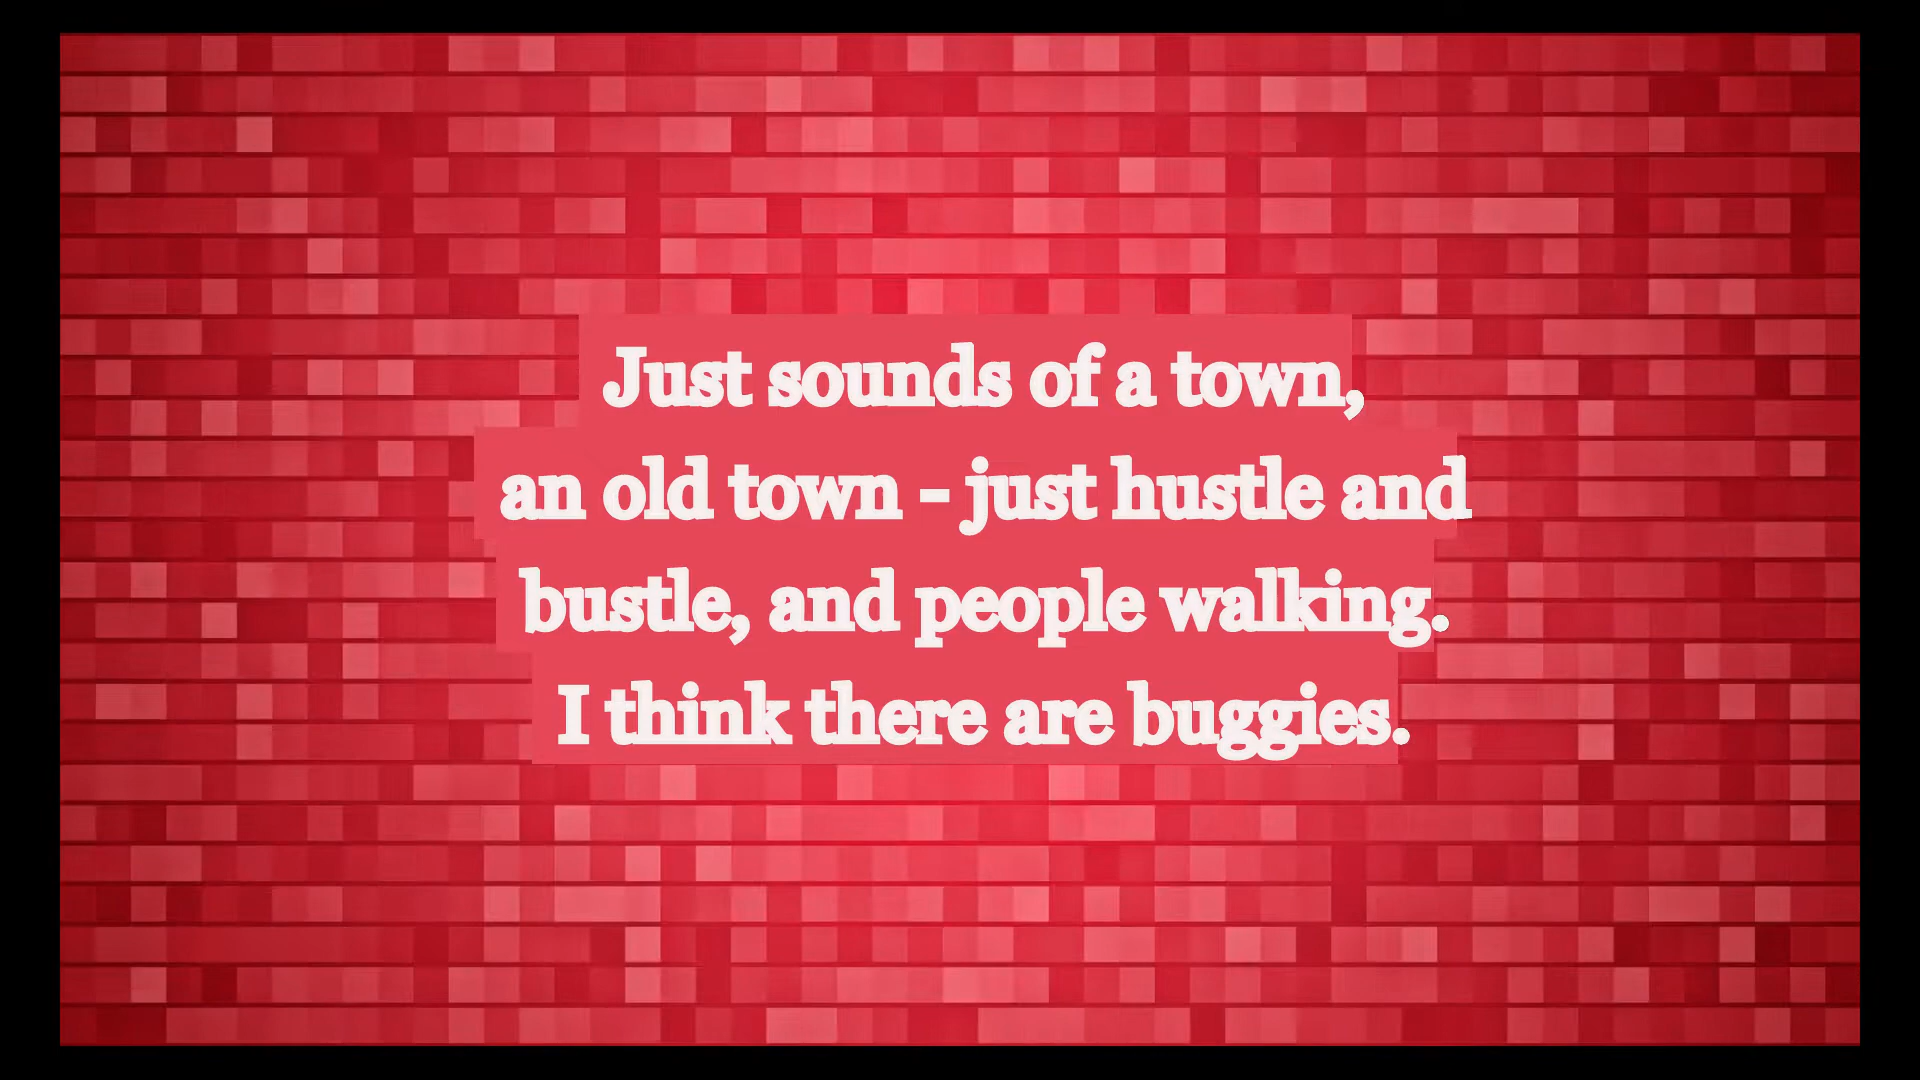 Just sounds of a town,
an old town - just hustle and
bustle, and people walking.
I think there are buggies.